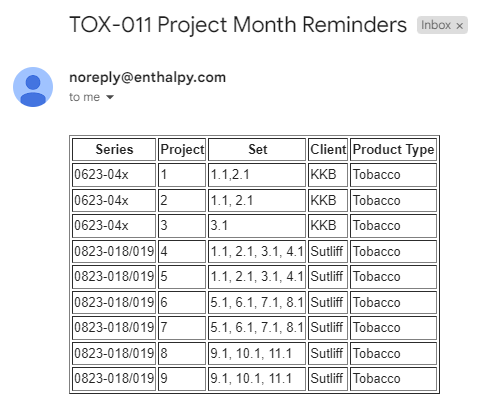 TOX-011 Project Month Reminders Inbox ×
noreply@enthalpy.com
to me
Series Project Set Client Product Type
0623-04x 1 1.1,2.1 KKB Tobacco
0623-04x 2 1.1, 2.1 KKB Tobacco
0623-04x 3 3.1 KKB Tobacco
0823-018/019 4 1.1, 2.1, 3.1, 4.1 Sutliff Tobacco
0823-018/019 5 1.1, 2.1, 3.1, 4.1 Sutliff Tobacco
0823-018/019 6 5.1, 6.1, 7.1, 8.1 Sutliff Tobacco
0823-018/019 7 5.1, 6.1, 7.1, 8.1 Sutliff Tobacco
0823-018/019 8 9.1, 10.1, 11.1 Sutliff Tobacco
0823-018/019 9 9.1, 10.1, 11.1 Sutliff Tobacco